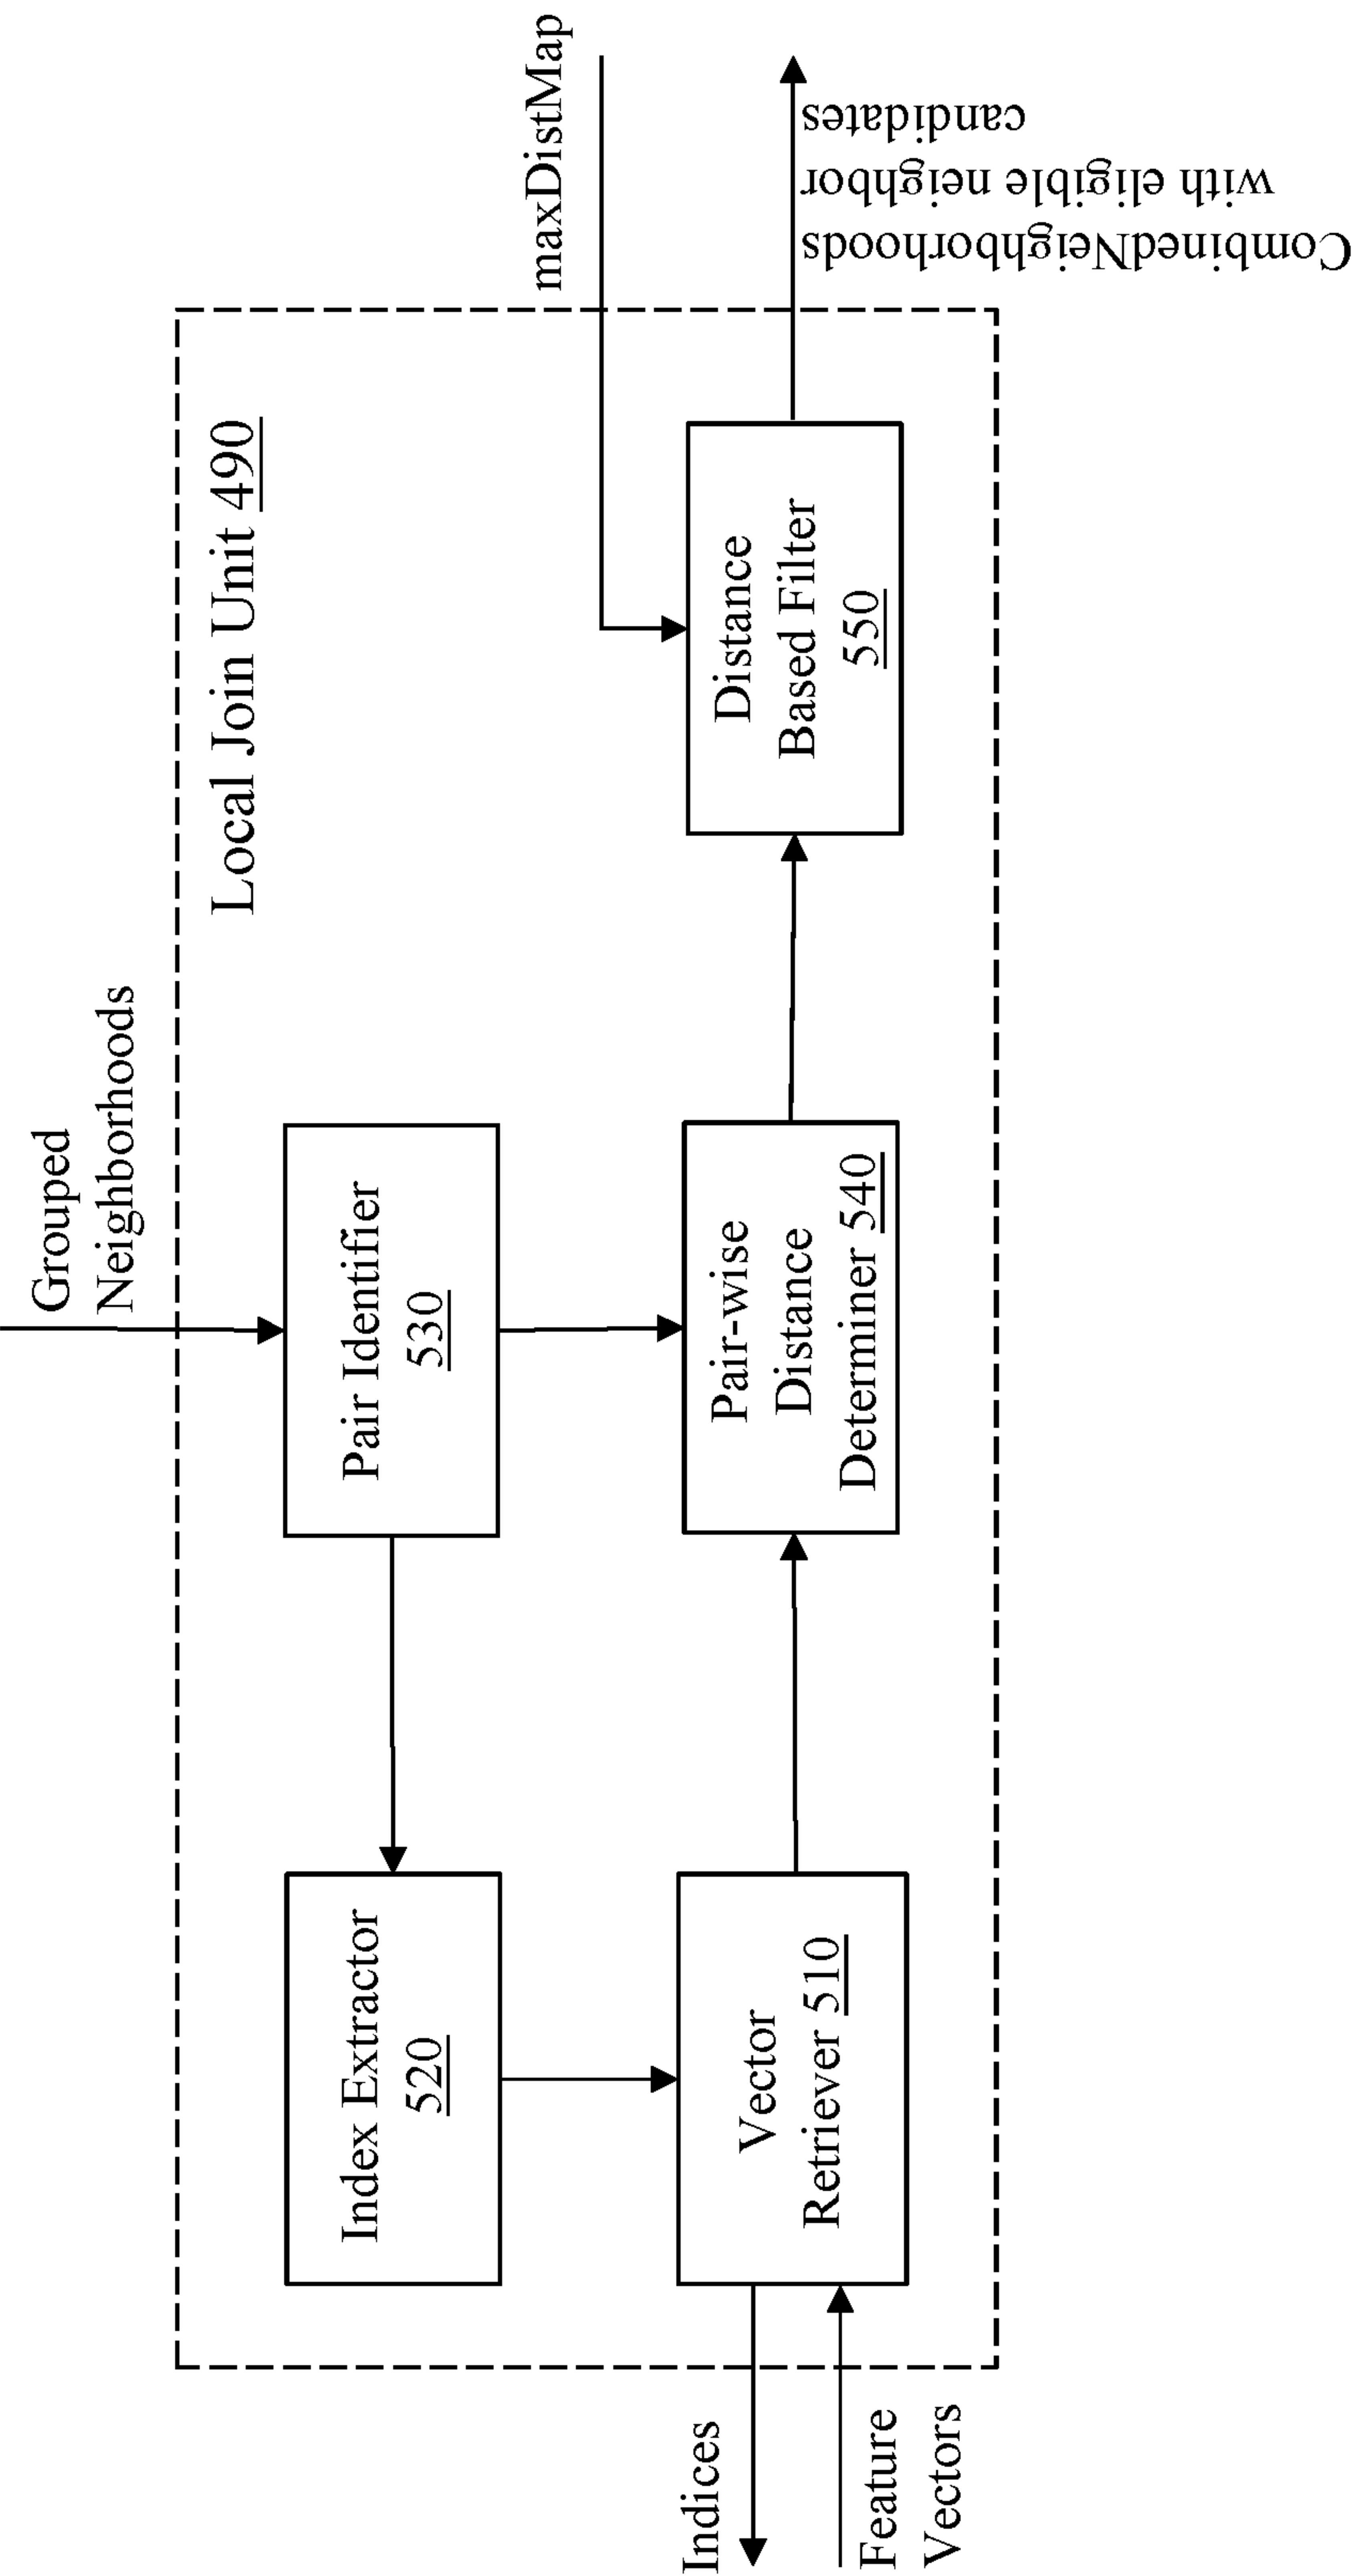 Grouped
Neighborhoods
Local Join Unit 490
maxDistMap
Index Extractor
520
Pair Identifier
530
Indices
Feature
Vectors
Vector
Retriever 510
Pair-wise
Distance
Determiner 540
Distance
Based Filter
550
CombinedNeighborhoods
with eligible neighbor
candidates